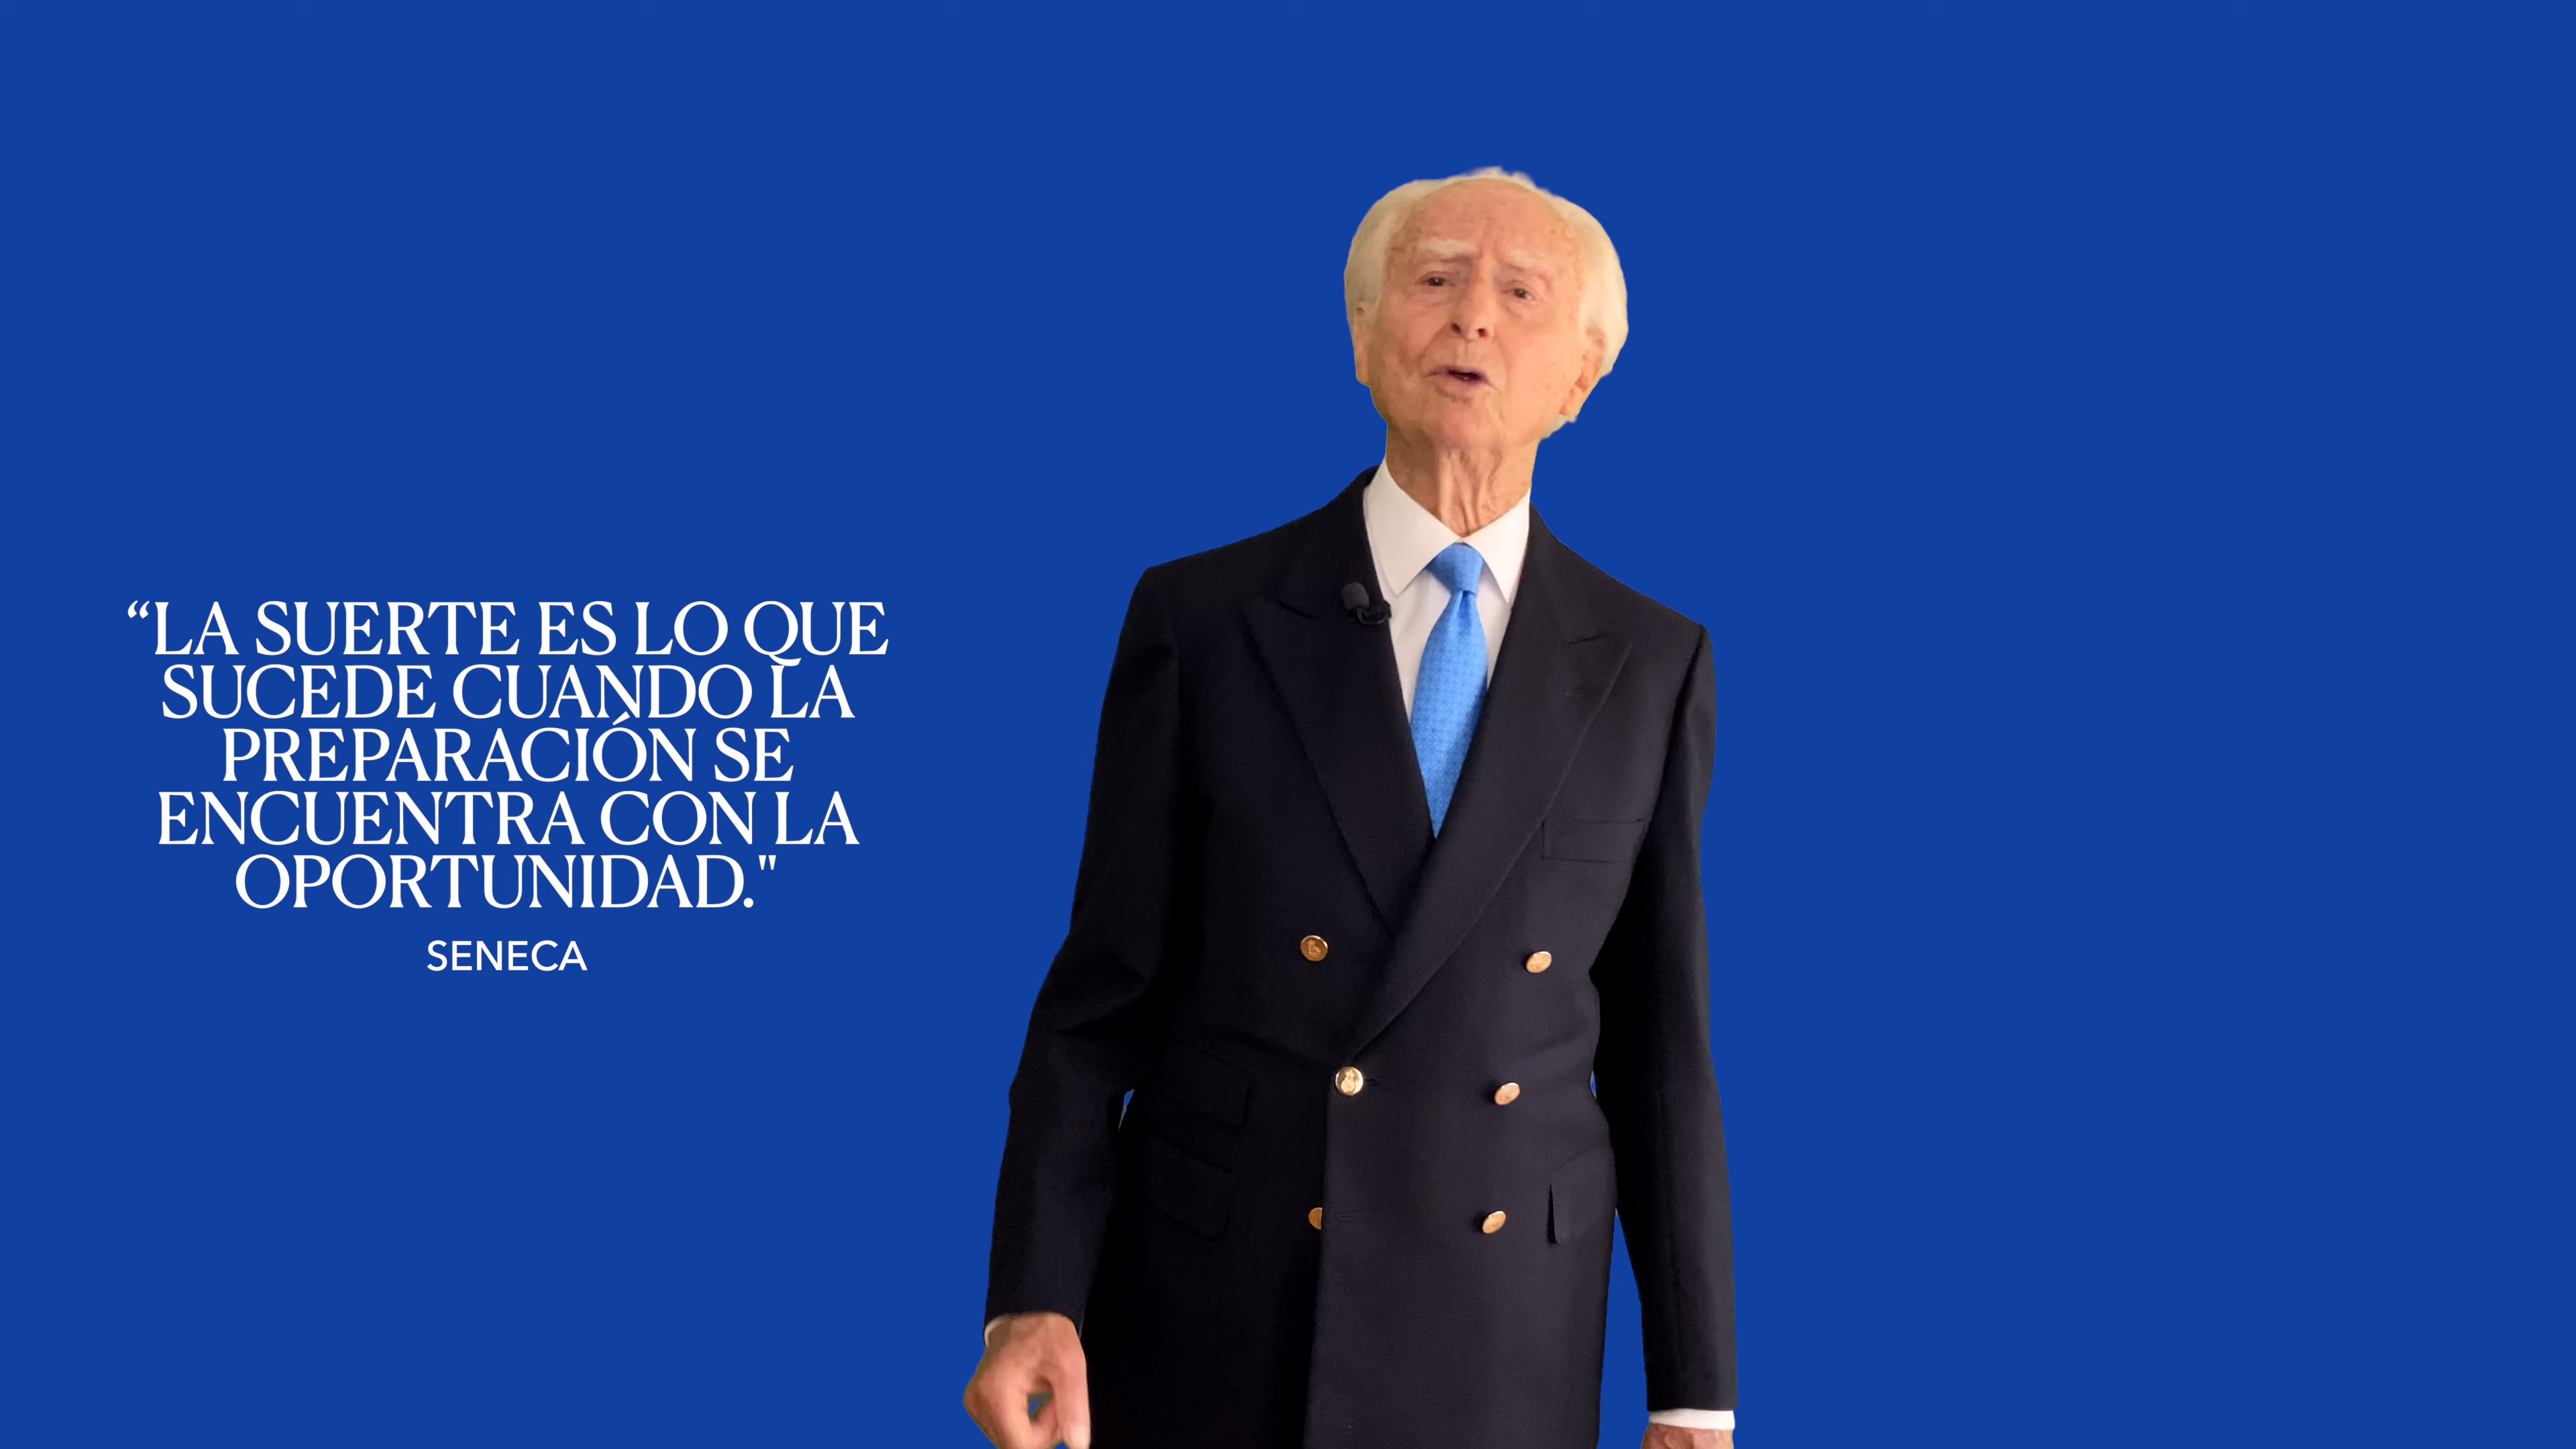 “LA SUERTE ES LO QUE
SUCEDE CUANDO LA
PREPARACIÓN SE
ENCUENTRA CON LA
OPORTUNIDAD."
SENECA